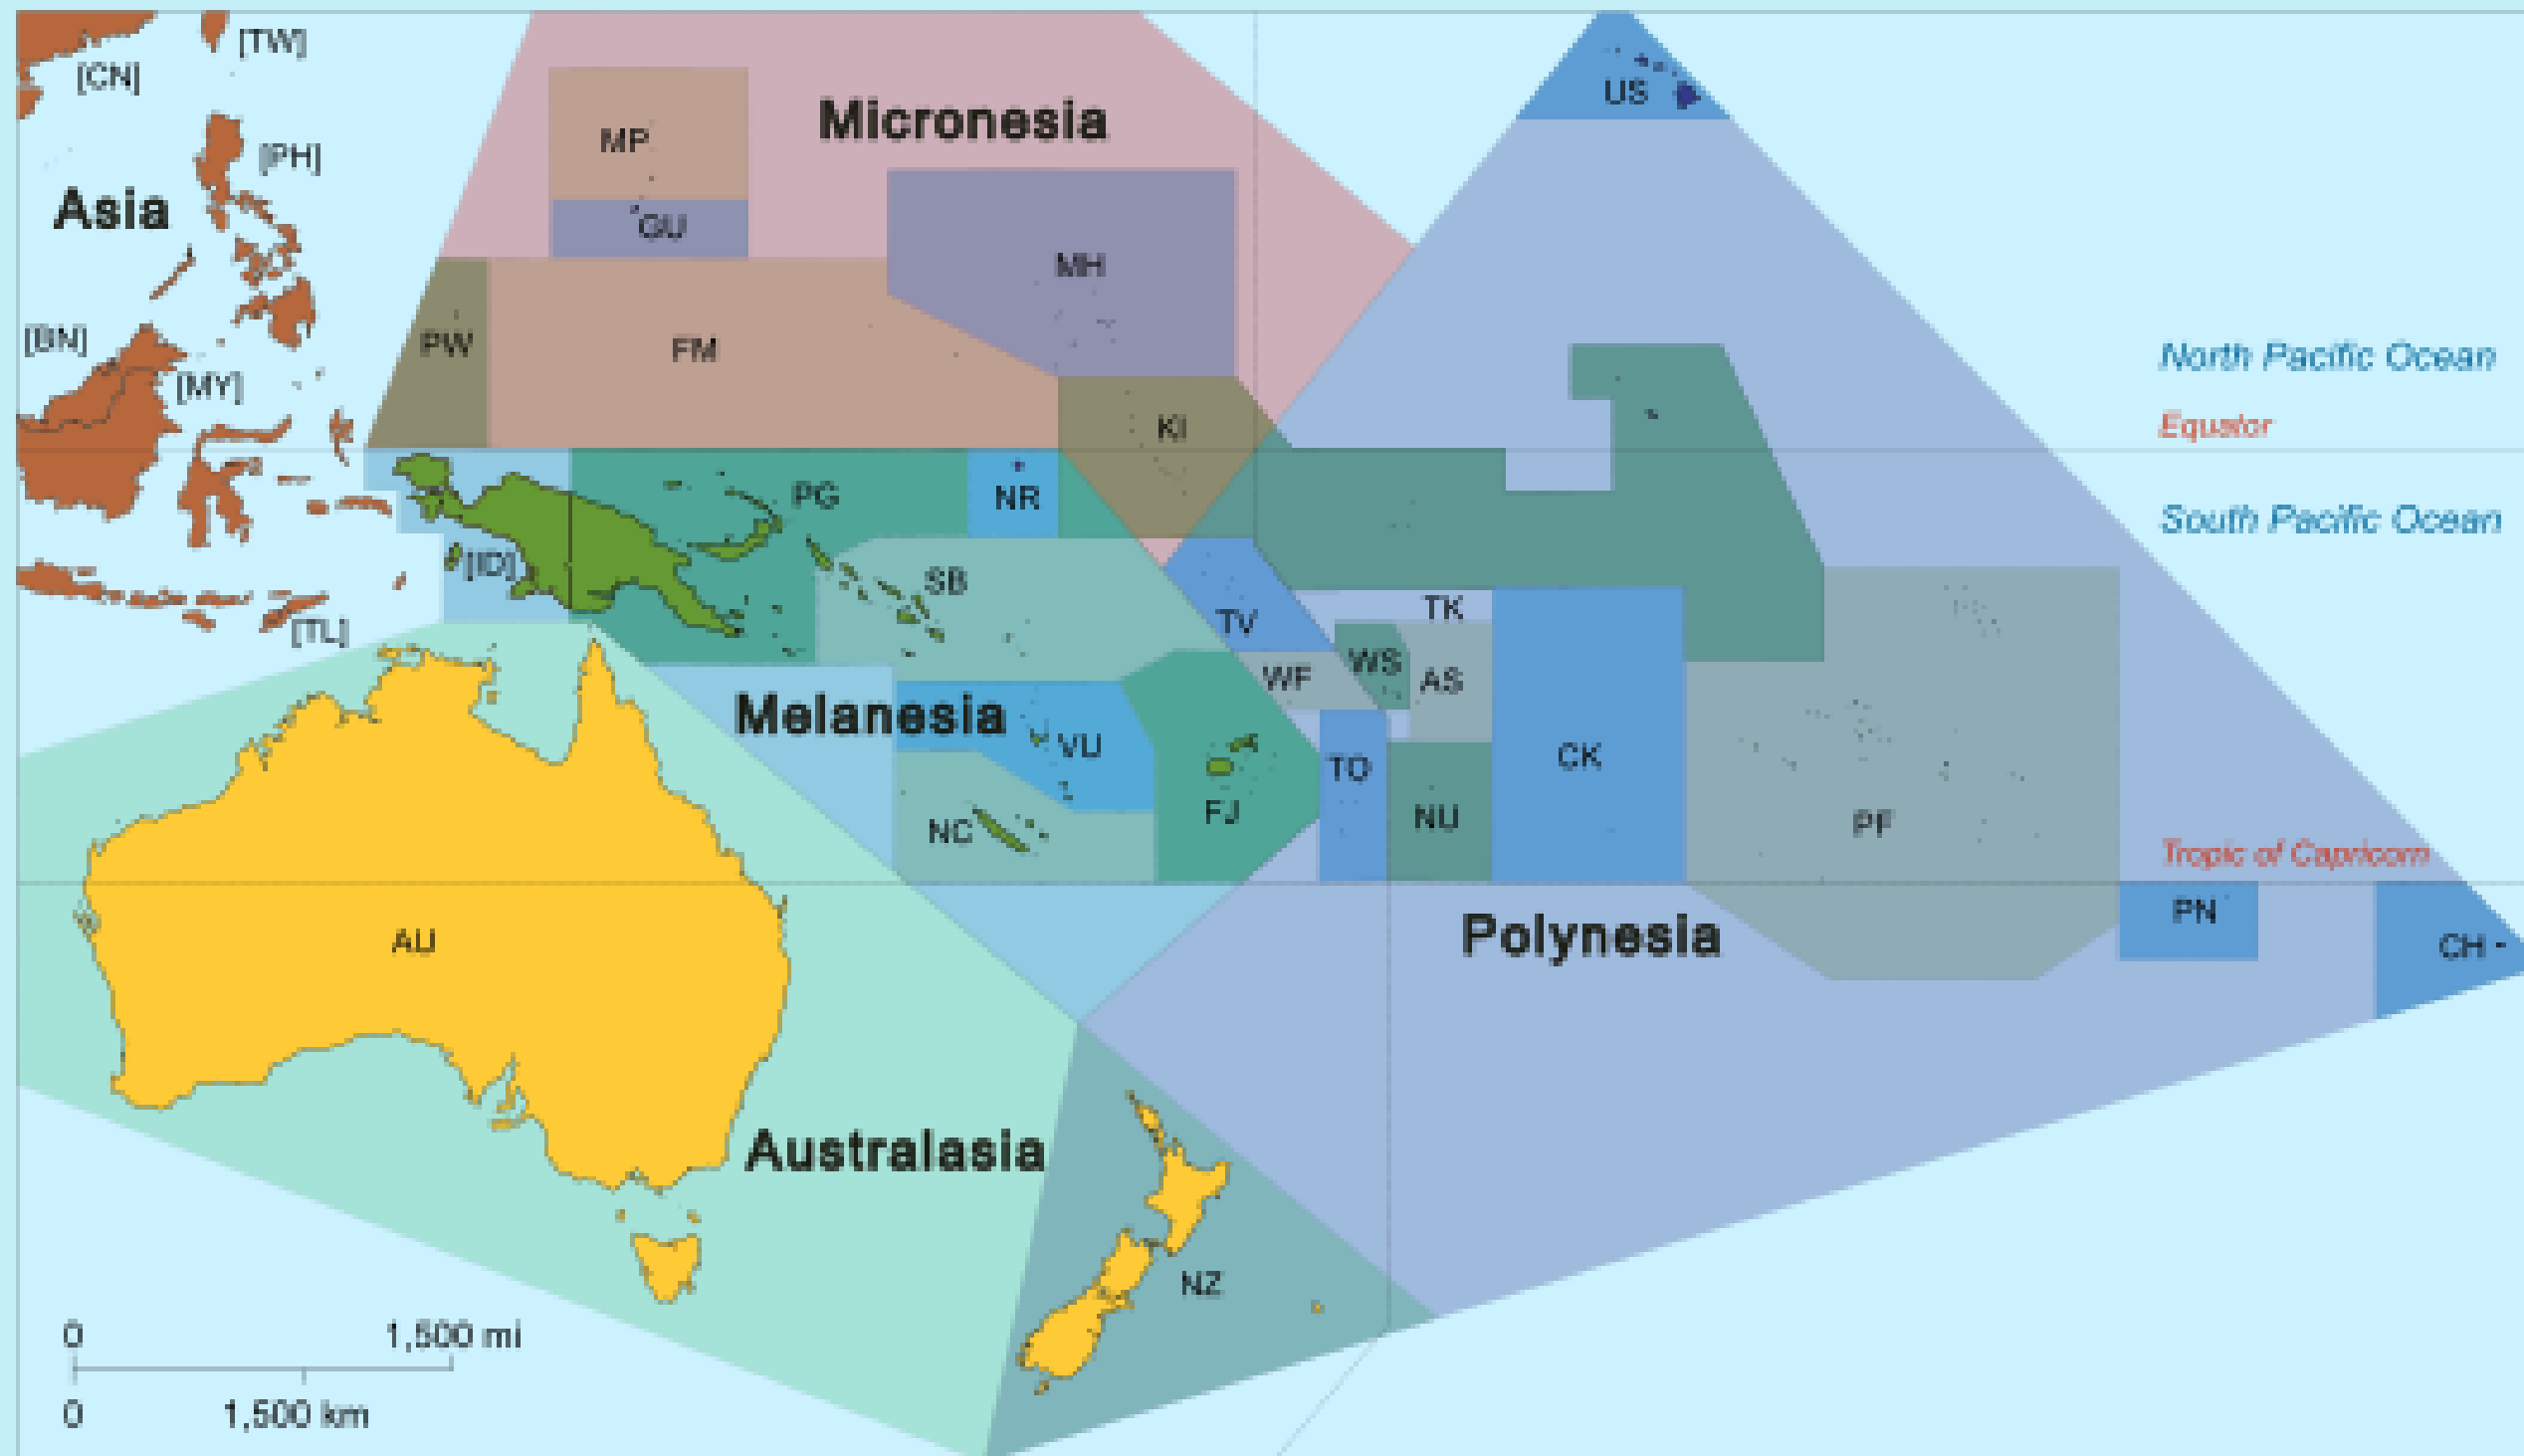 [TW]
[CN]
US
Micronesia
MP
[PH]
Asia
GU
MH
[BN]
PW
FM
North Pacific Ocean
[MY]
KI
Equator
PG
NR
South Pacific Ocean
[ID]
SB
TK
TV
[TL]
WS
WF
AS
Melanesia
VU
CK
TO
FJ
NU
PF
NC
Tropic of Capricorn
PN
AU
Polynesia
CH
Australasia
NZ
0 1,500 mi
0 1,500 km